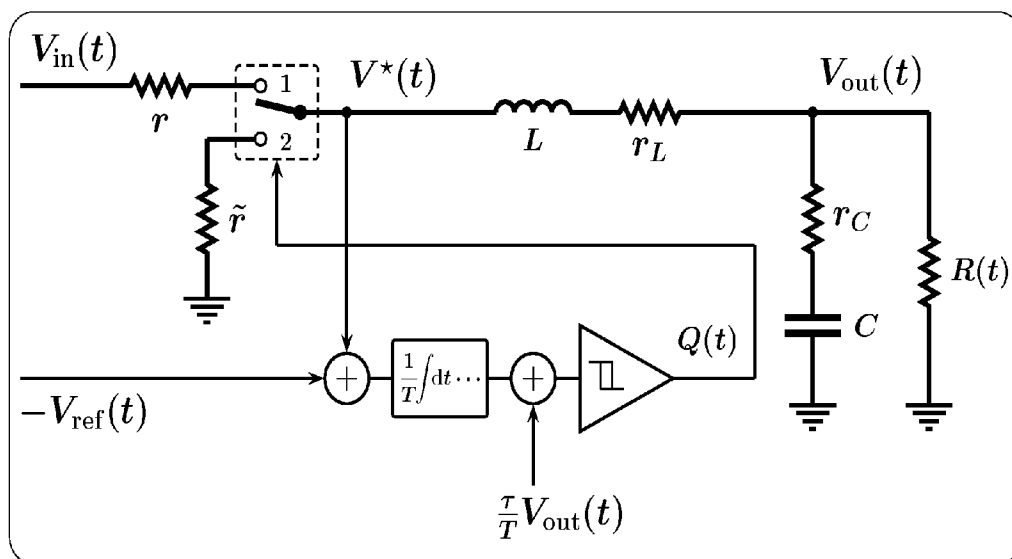 V_in(t)
r
1
2
V*(t)
L
r_L
V_out(t)
r̃
r_C
R(t)
C
Q(t)
+
1/T ∫dt ⋯
+
−V_ref(t)
τ/T V_out(t)